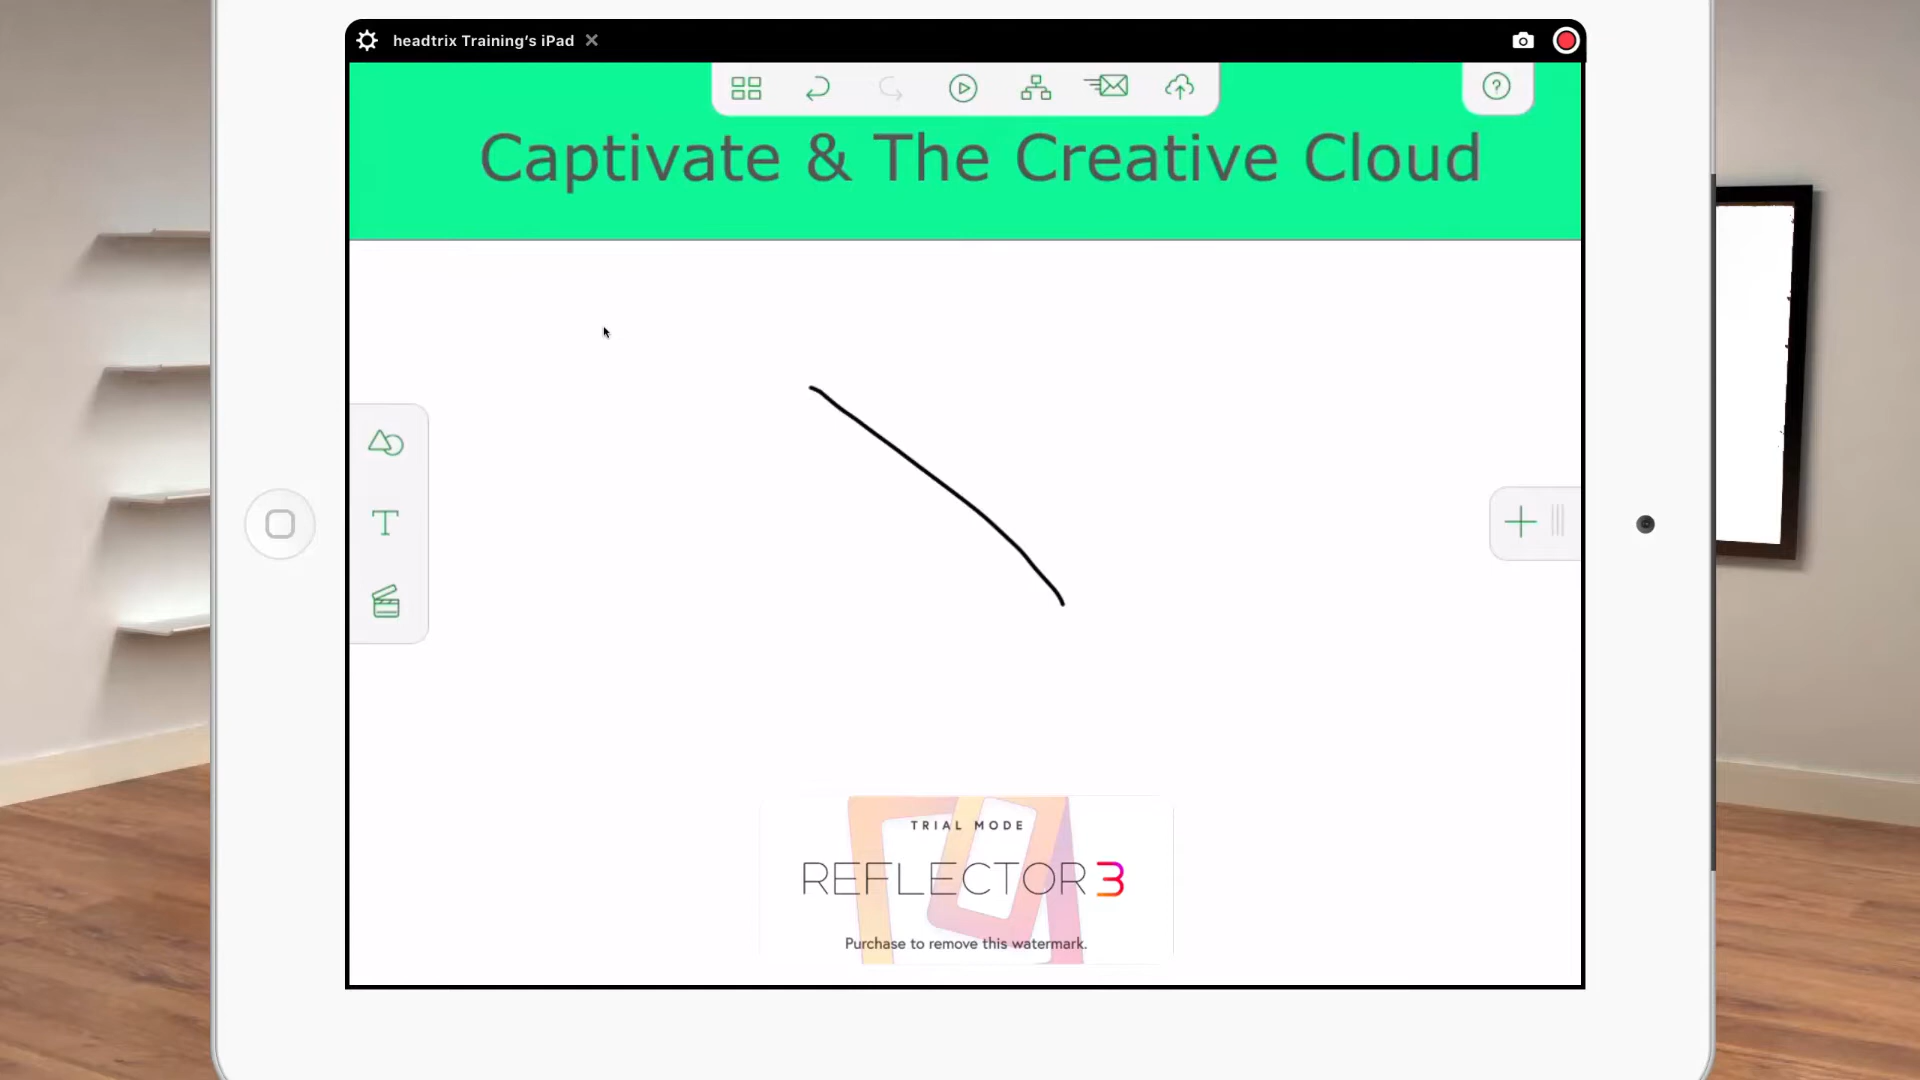 headtrix Training's iPad
Captivate & The Creative Cloud
TRIAL MODE
REFLECTOR 3
Purchase to remove this watermark.